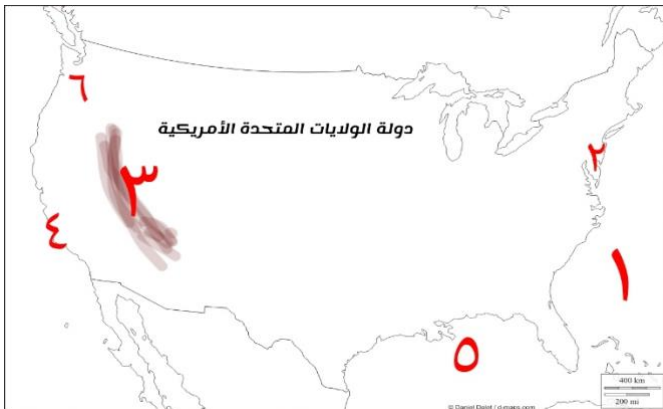 ٦
دولة الولايات المتحدة الأمريكية
٢
٣
٤
١
٥
400 km
200 mi
© Daniel Dalet / d-maps.com